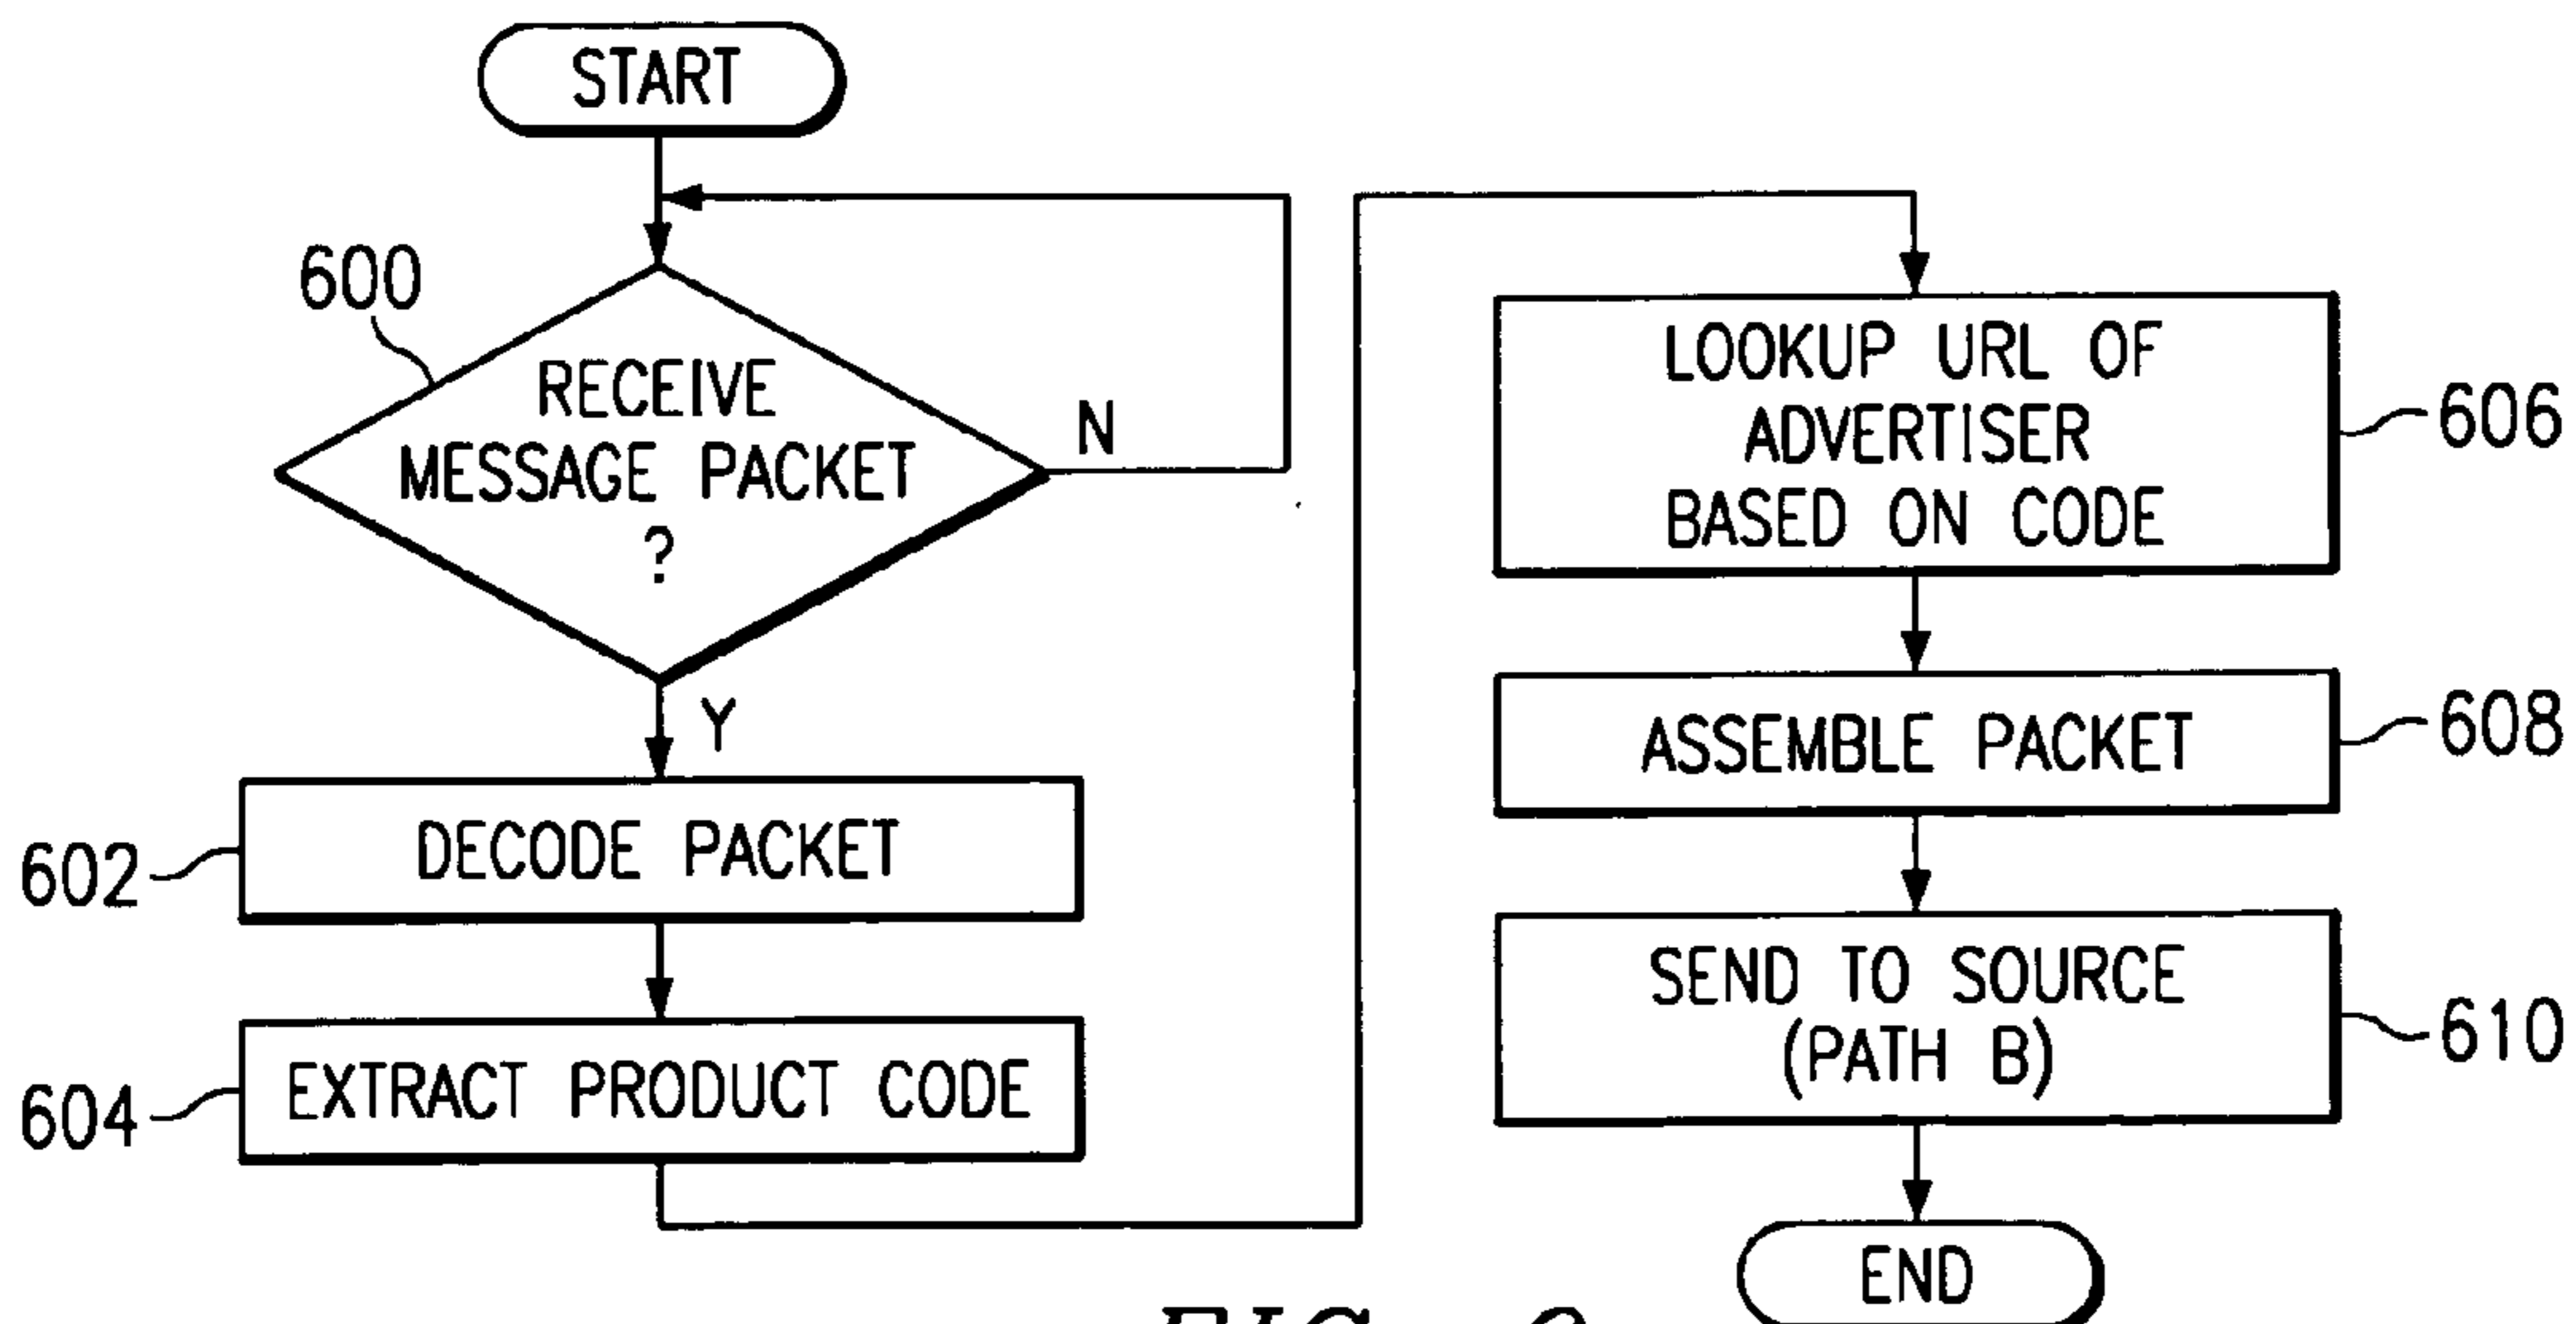 START
600
RECEIVE
MESSAGE PACKET
?
N
Y
602
DECODE PACKET
604
EXTRACT PRODUCT CODE
LOOKUP URL OF
ADVERTISER
BASED ON CODE
606
ASSEMBLE PACKET
608
SEND TO SOURCE
(PATH B)
610
END